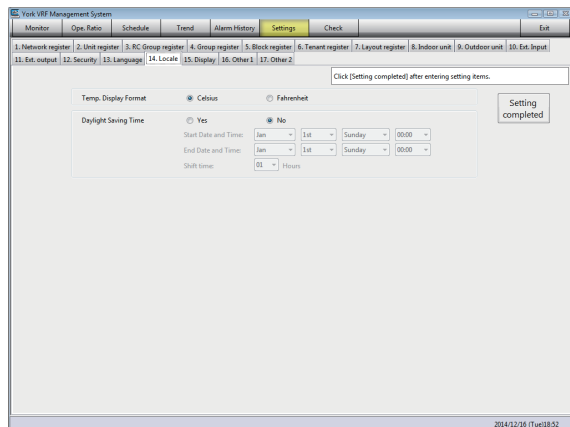 York VRF Management System
Monitor Ope. Ratio Schedule Trend Alarm History Settings Check Exit
1. Network register 2. Unit register 3. RC Group register 4. Group register 5. Block register 6. Tenant register 7. Layout register 8. Indoor unit 9. Outdoor unit 10. Ext. Input
11. Ext. output 12. Security 13. Language 14. Locale 15. Display 16. Other1 17. Other 2
Click [Setting completed] after entering setting items.
Temp. Display Format Celsius Fahrenheit
Setting
completed
Daylight Saving Time Yes No
Start Date and Time: Jan 1st Sunday 00:00
End Date and Time: Jan 1st Sunday 00:00
Shift time: 01 Hours
2014/12/16 (Tue)18:52